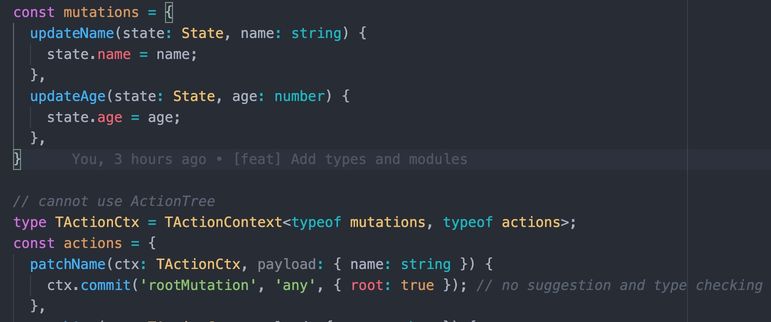 const mutations = {
updateName(state: State, name: string) {
state.name = name;
},
updateAge(state: State, age: number) {
state.age = age;
},
} You, 3 hours ago • [feat] Add types and modules
// cannot use ActionTree
type TActionCtx = TActionContext<typeof mutations, typeof actions>;
const actions = {
patchName(ctx: TActionCtx, payload: { name: string }) {
ctx.commit('rootMutation', 'any', { root: true }); // no suggestion and type checking
},